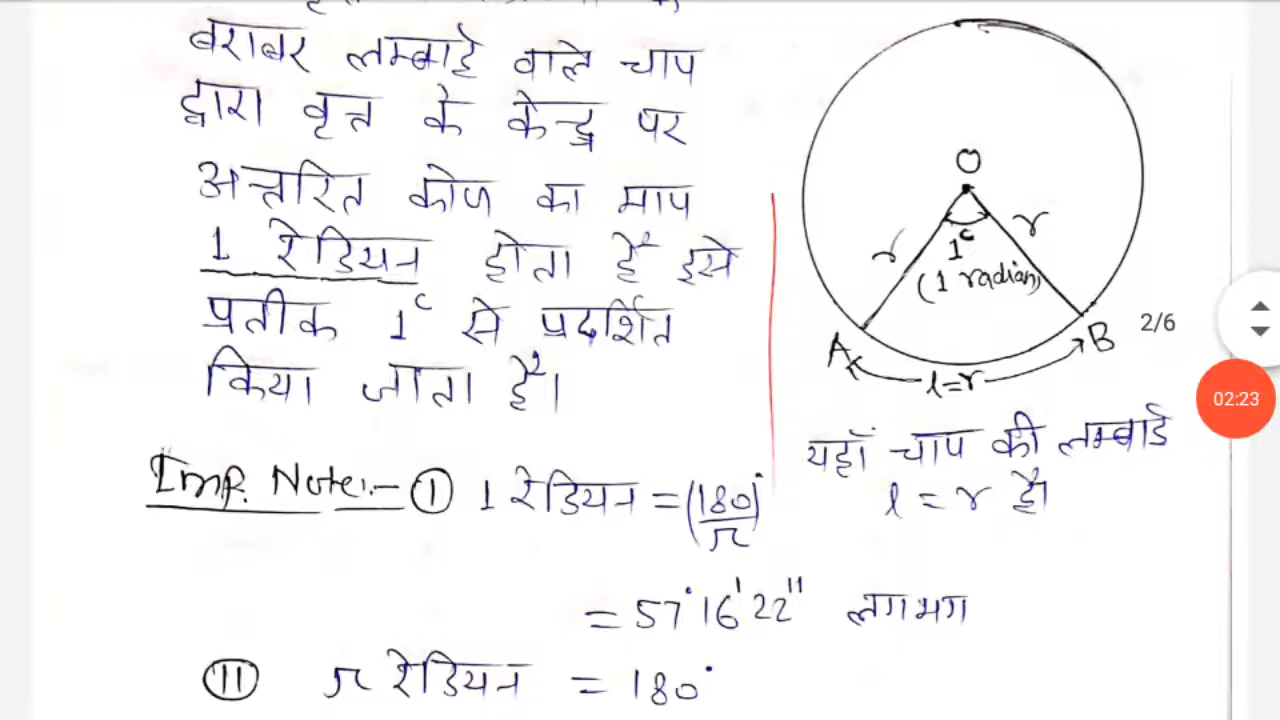 बराबर लम्बाई वाले चाप
द्वारा वृत्त के केन्द्र पर
अन्तरित कोण का माप
1 रेडियन होता है इसे
प्रतीक 1ᶜ से प्रदर्शित
किया जाता है।
O
r
r
1ᶜ
(1 radian)
A
B
l=r
2/6
02:23
यहाँ चाप की लम्बाई
l = r है।
Imp. Note:- (I) 1 रेडियन = (180/π)°
= 57°16'22" लगभग
(II) π रेडियन = 180°